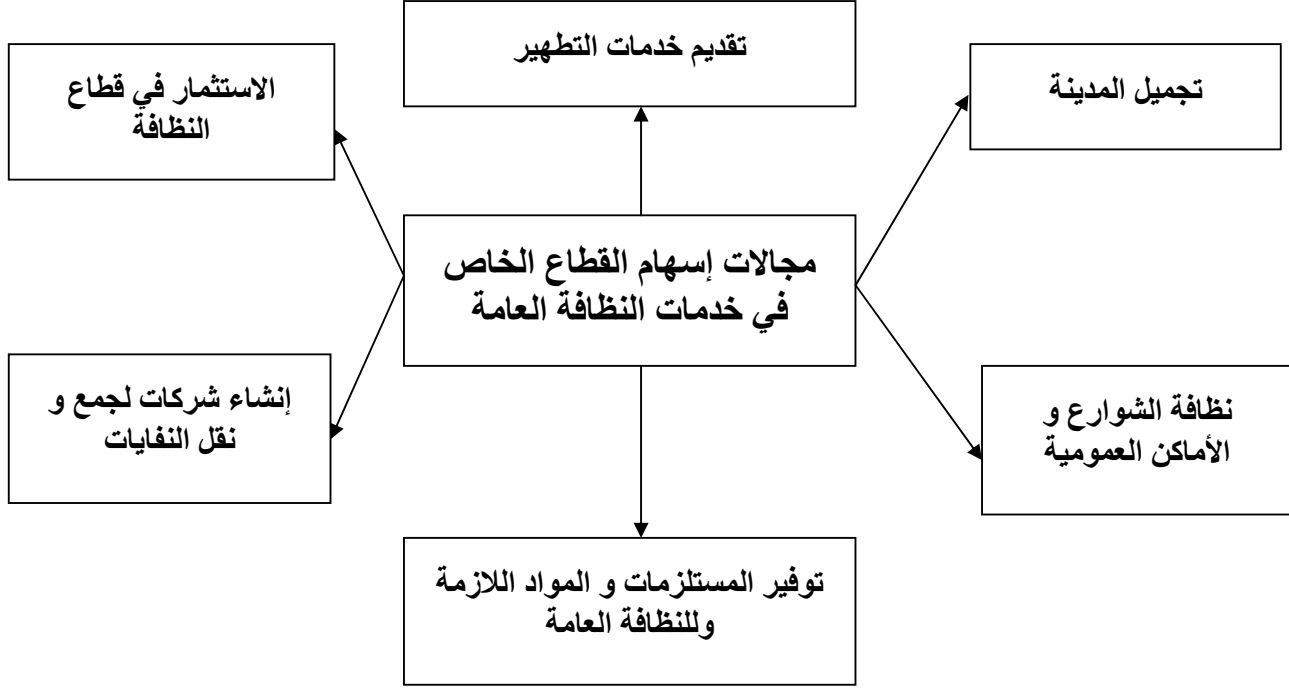 تقديم خدمات التطهير
تجميل المدينة
الاستثمار في قطاع
النظافة
مجالات إسهام القطاع الخاص
في خدمات النظافة العامة
نظافة الشوارع و
الأماكن العمومية
إنشاء شركات لجمع و
نقل النفايات
توفير المستلزمات و المواد اللازمة
وللنظافة العامة